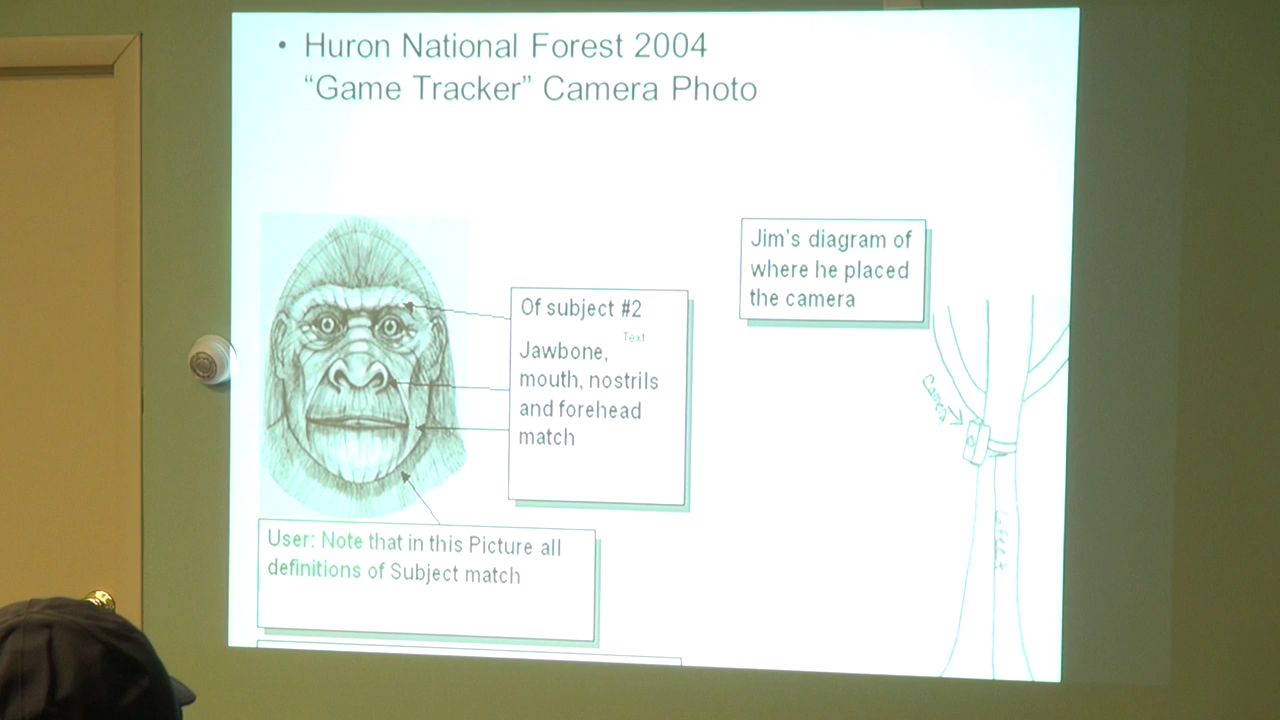 • Huron National Forest 2004
“Game Tracker” Camera Photo
Jim's diagram of
where he placed
the camera
Of subject #2
Text
Jawbone,
mouth, nostrils
and forehead
match
Camera
User: Note that in this Picture all
definitions of Subject match